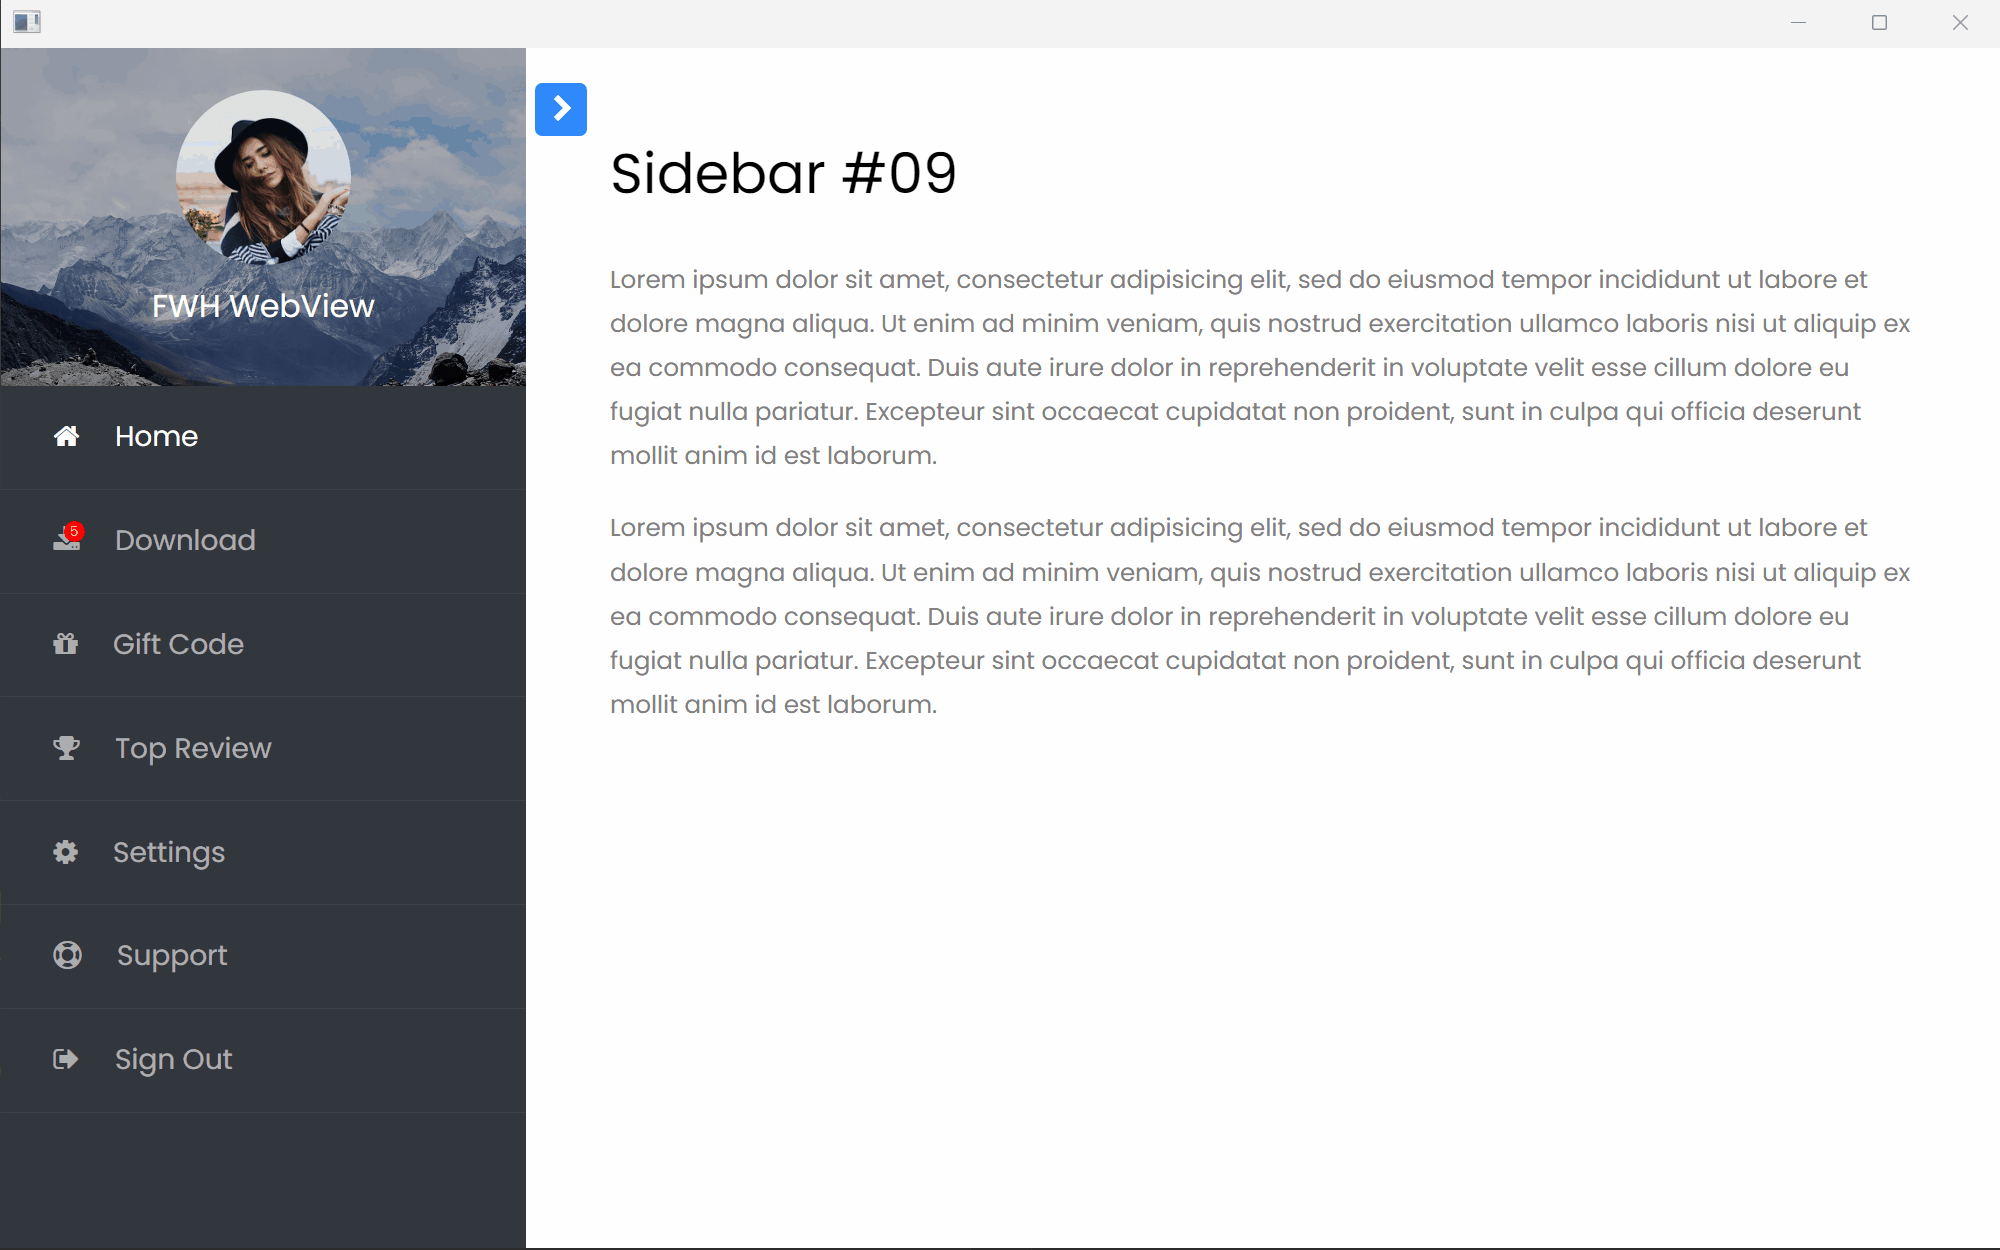 FWH WebView
Home
5
Download
Gift Code
Top Review
Settings
Support
Sign Out
Sidebar #09
Lorem ipsum dolor sit amet, consectetur adipisicing elit, sed do eiusmod tempor incididunt ut labore et
dolore magna aliqua. Ut enim ad minim veniam, quis nostrud exercitation ullamco laboris nisi ut aliquip ex
ea commodo consequat. Duis aute irure dolor in reprehenderit in voluptate velit esse cillum dolore eu
fugiat nulla pariatur. Excepteur sint occaecat cupidatat non proident, sunt in culpa qui officia deserunt
mollit anim id est laborum.
Lorem ipsum dolor sit amet, consectetur adipisicing elit, sed do eiusmod tempor incididunt ut labore et
dolore magna aliqua. Ut enim ad minim veniam, quis nostrud exercitation ullamco laboris nisi ut aliquip ex
ea commodo consequat. Duis aute irure dolor in reprehenderit in voluptate velit esse cillum dolore eu
fugiat nulla pariatur. Excepteur sint occaecat cupidatat non proident, sunt in culpa qui officia deserunt
mollit anim id est laborum.